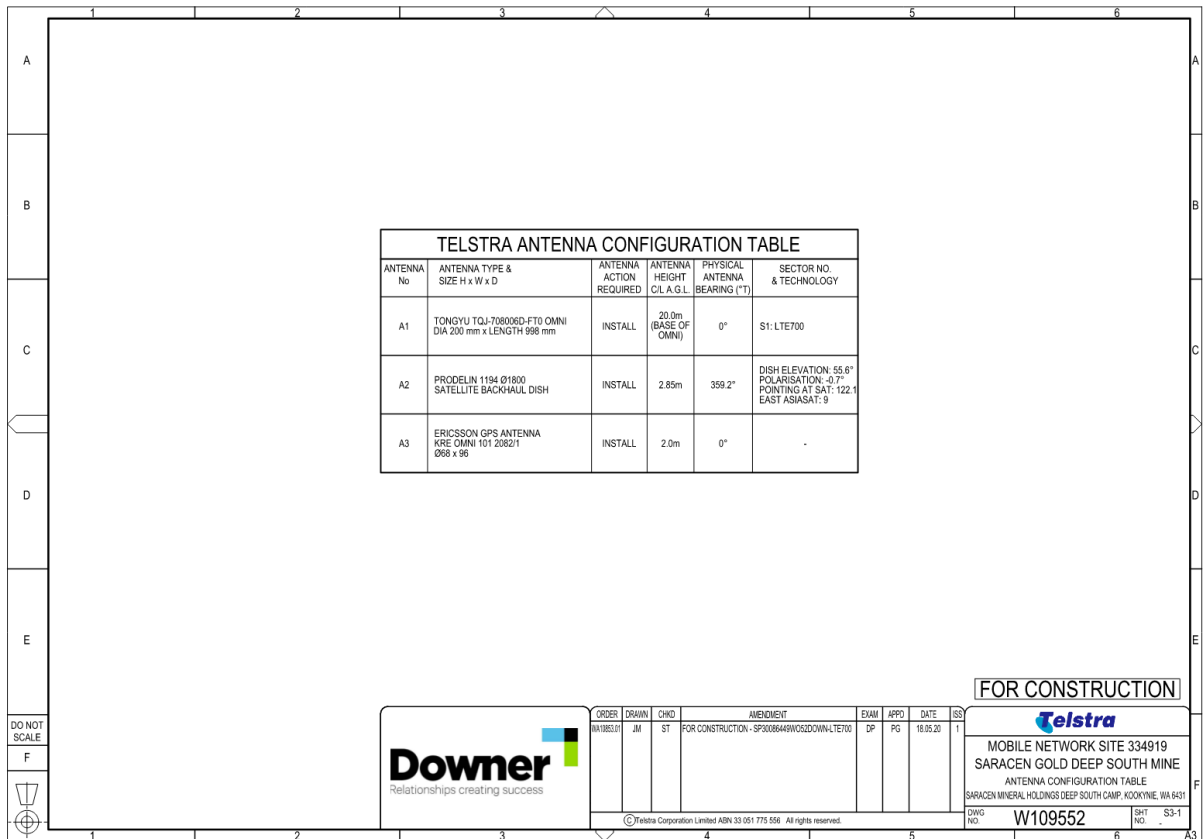 1 2 3 4 5 6
A A
B B
C C
D D
E E
F F
TELSTRA ANTENNA CONFIGURATION TABLE
ANTENNA No
ANTENNA TYPE & SIZE H x W x D
ANTENNA ACTION REQUIRED
ANTENNA HEIGHT C/L A.G.L.
PHYSICAL ANTENNA BEARING (°T)
SECTOR NO. & TECHNOLOGY
A1
TONGYU TQJ-708006D-FT0 OMNI
DIA 200 mm x LENGTH 998 mm
INSTALL
20.0m
(BASE OF
OMNI)
0°
S1: LTE700
A2
PRODELIN 1194 Ø1800
SATELLITE BACKHAUL DISH
INSTALL
2.85m
359.2°
DISH ELEVATION: 55.6°
POLARISATION: -0.7°
POINTING AT SAT: 122.1
EAST ASIASAT: 9
A3
ERICSSON GPS ANTENNA
KRE OMNI 101 2082/1
Ø68 x 96
INSTALL
2.0m
0°
-
FOR CONSTRUCTION
DO NOT
SCALE
Downer
Relationships creating success
ORDER DRAWN CHKD AMENDMENT EXAM APPD DATE ISS
WA10853.01 JM ST FOR CONSTRUCTION - SP30086449WO52DOWN-LTE700 DP PG 18.05.20 1
©Telstra Corporation Limited ABN 33 051 775 556 All rights reserved.
Telstra
MOBILE NETWORK SITE 334919
SARACEN GOLD DEEP SOUTH MINE
ANTENNA CONFIGURATION TABLE
SARACEN MINERAL HOLDINGS DEEP SOUTH CAMP, KOOKYNIE, WA 6431
DWG NO. W109552 SHT NO. S3-1
1 2 3 4 5 6 A3